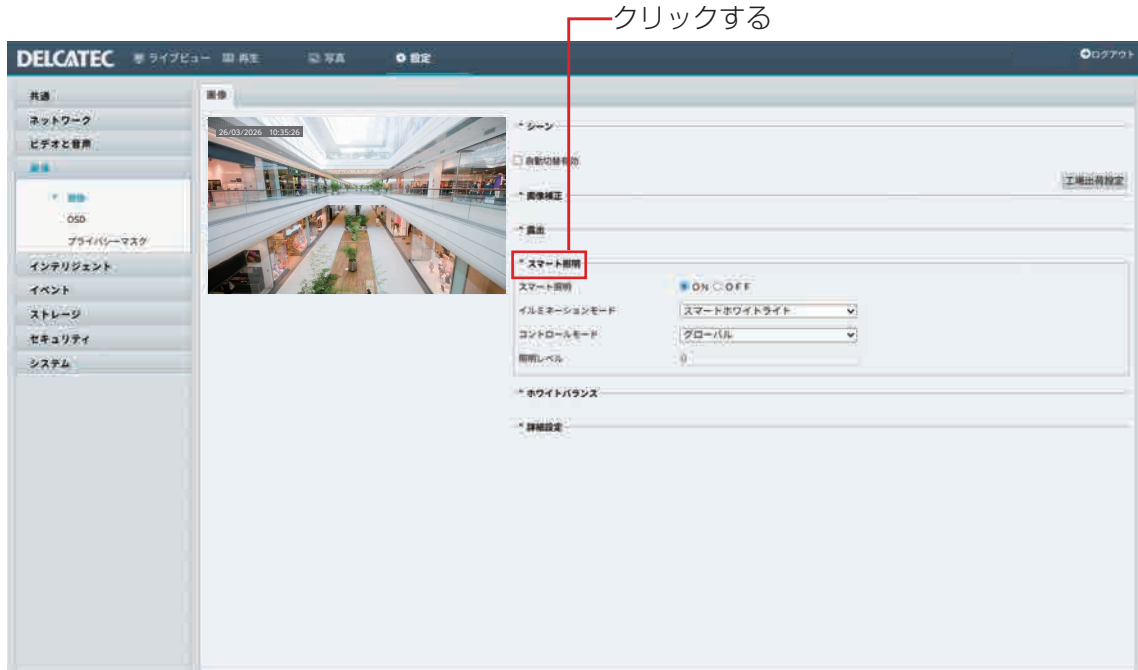 クリックする
DELCATEC ライブビュー 再生 写真 設定 ログアウト
共通
ネットワーク
ビデオと音声
画像
画像
OSD
プライバシーマスク
インテリジェント
イベント
ストレージ
セキュリティ
システム
画像
26/03/2026 10:35:26
シーン
自動切替有効
工場出荷設定
画像補正
露出
スマート照明
スマート照明 ON OFF
イルミネーションモード スマートホワイトライト
コントロールモード グローバル
照明レベル 0
ホワイトバランス
詳細設定